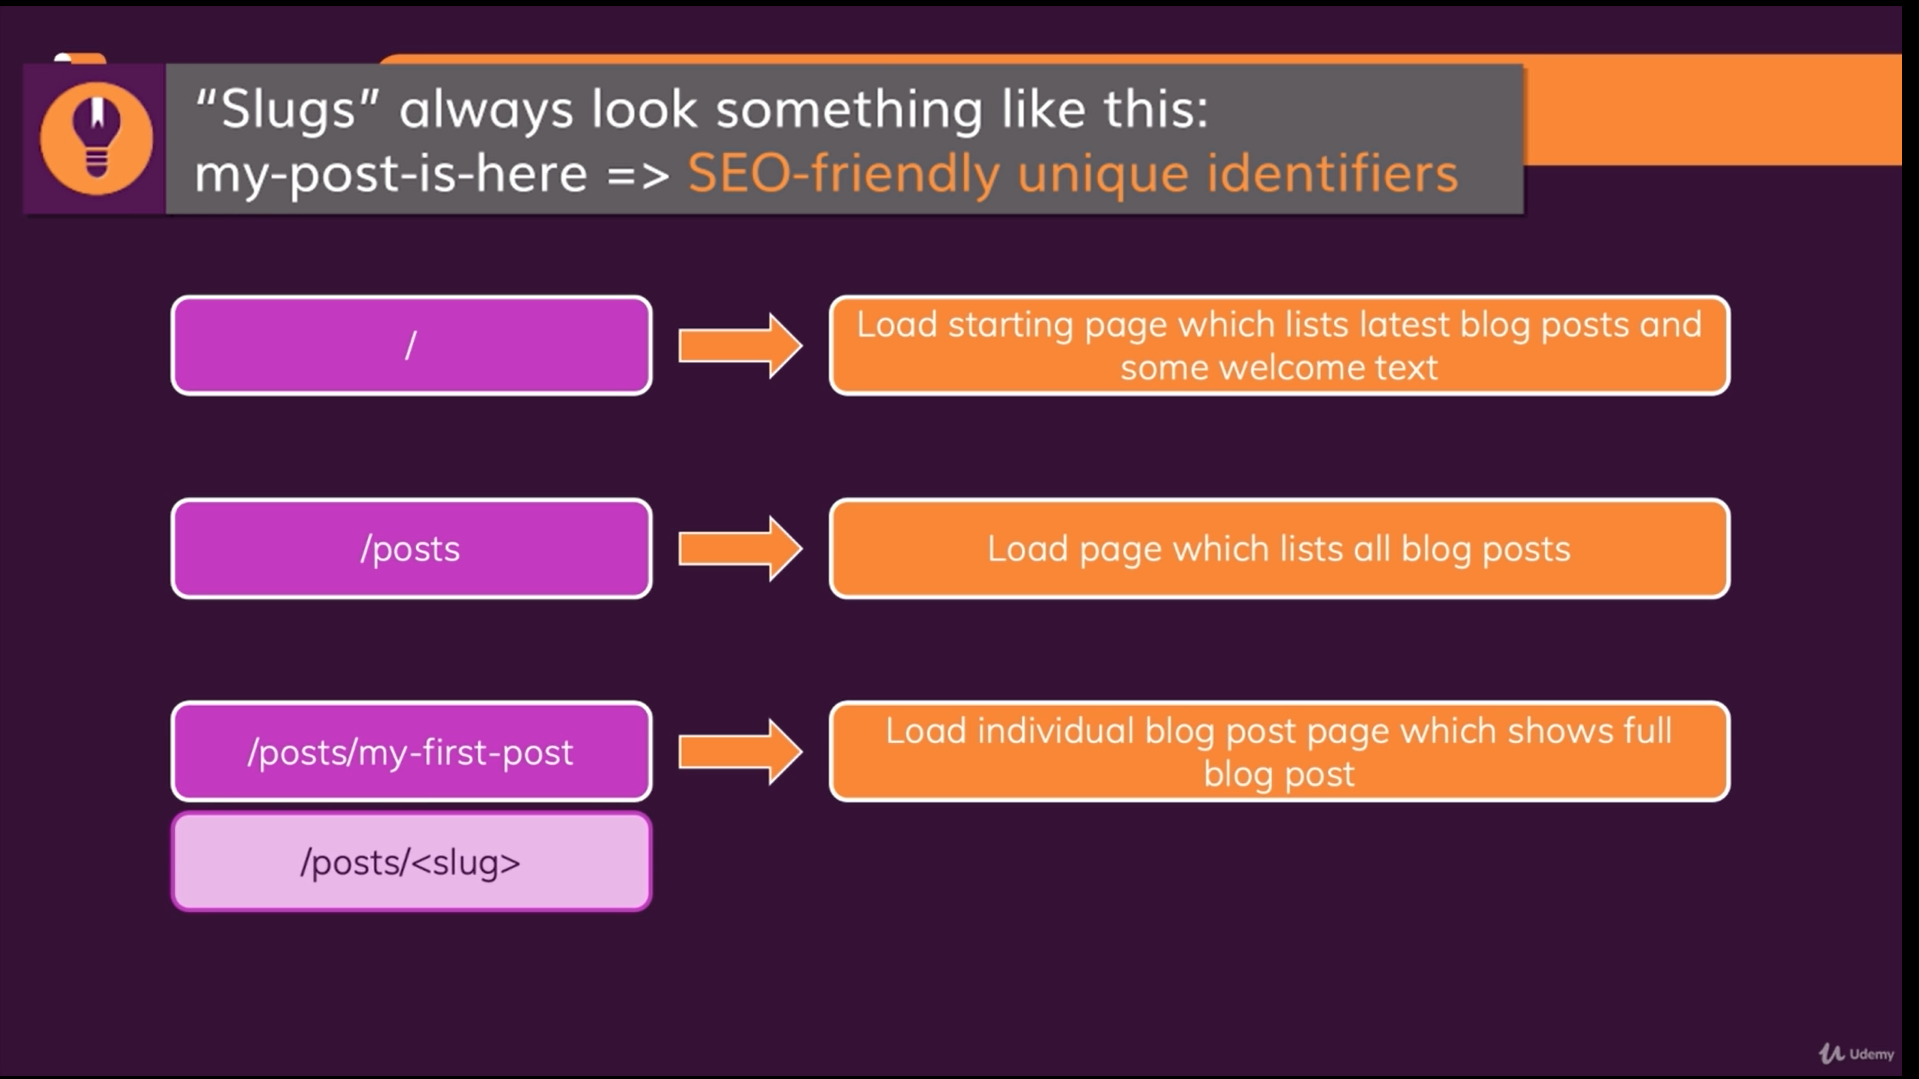 “Slugs” always look something like this:
my-post-is-here => SEO-friendly unique identifiers
/
Load starting page which lists latest blog posts and
some welcome text
/posts
Load page which lists all blog posts
/posts/my-first-post
Load individual blog post page which shows full
blog post
/posts/<slug>
Udemy